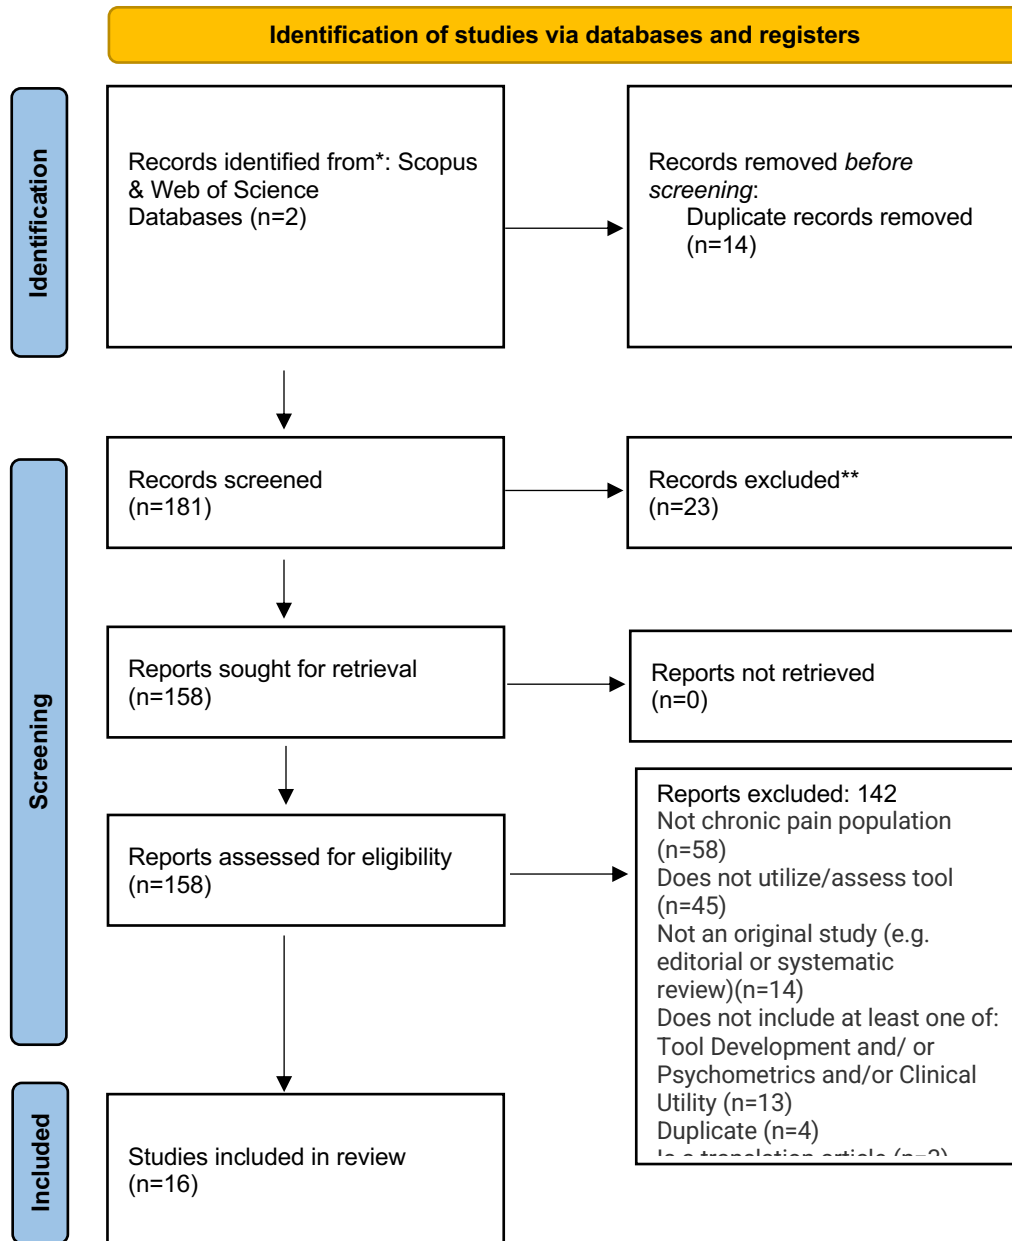 Identification of studies via databases and registers
Identification
Records identified from*: Scopus
& Web of Science
Databases (n=2)
Records removed before
screening:
Duplicate records removed
(n=14)
Screening
Records screened
(n=181)
Records excluded**
(n=23)
Reports sought for retrieval
(n=158)
Reports not retrieved
(n=0)
Reports assessed for eligibility
(n=158)
Reports excluded: 142
Not chronic pain population
(n=58)
Does not utilize/assess tool
(n=45)
Not an original study (e.g.
editorial or systematic
review)(n=14)
Does not include at least one of:
Tool Development and/ or
Psychometrics and/or Clinical
Utility (n=13)
Duplicate (n=4)
Is a translation article
Included
Studies included in review
(n=16)